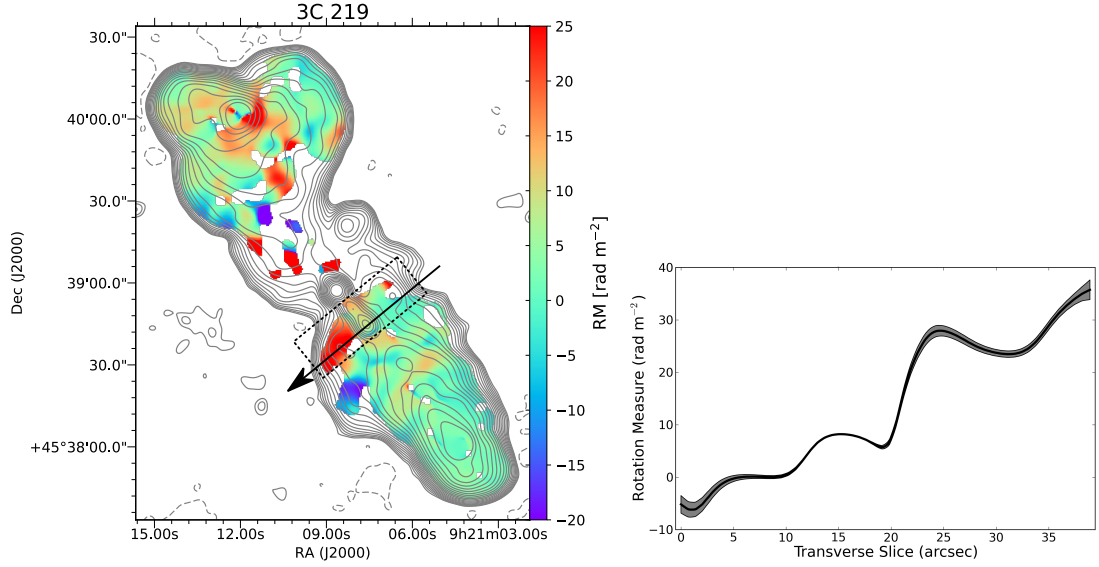 3C 219
30.0"
40'00.0"
30.0"
39'00.0"
30.0"
+45°38'00.0"
Dec (J2000)
15.00s 12.00s 09.00s 06.00s 9h21m03.00s
RA (J2000)
25
20
15
10
5
0
−5
−10
−15
−20
RM [rad m⁻²]
40
30
20
10
0
−10
Rotation Measure (rad m⁻²)
0 5 10 15 20 25 30 35
Transverse Slice (arcsec)